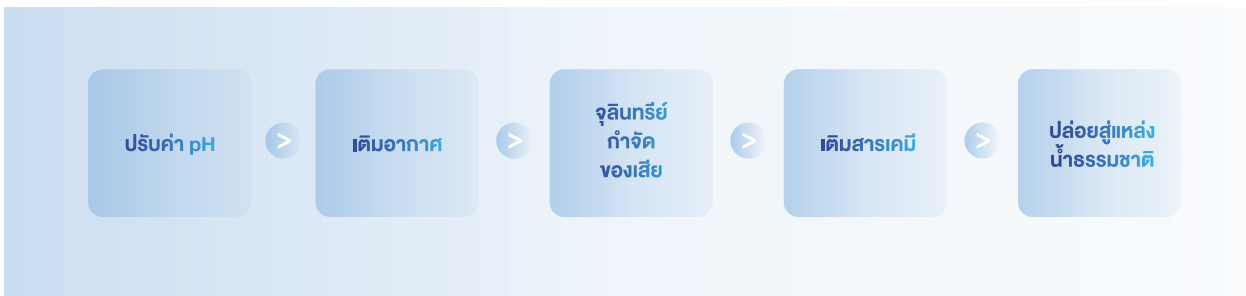 ปรับค่า pH
>
เติมอากาศ
>
จุลินทรีย์
กำจัด
ของเสีย
>
เติมสารเคมี
>
ปล่อยสู่แหล่ง
น้ำธรรมชาติ